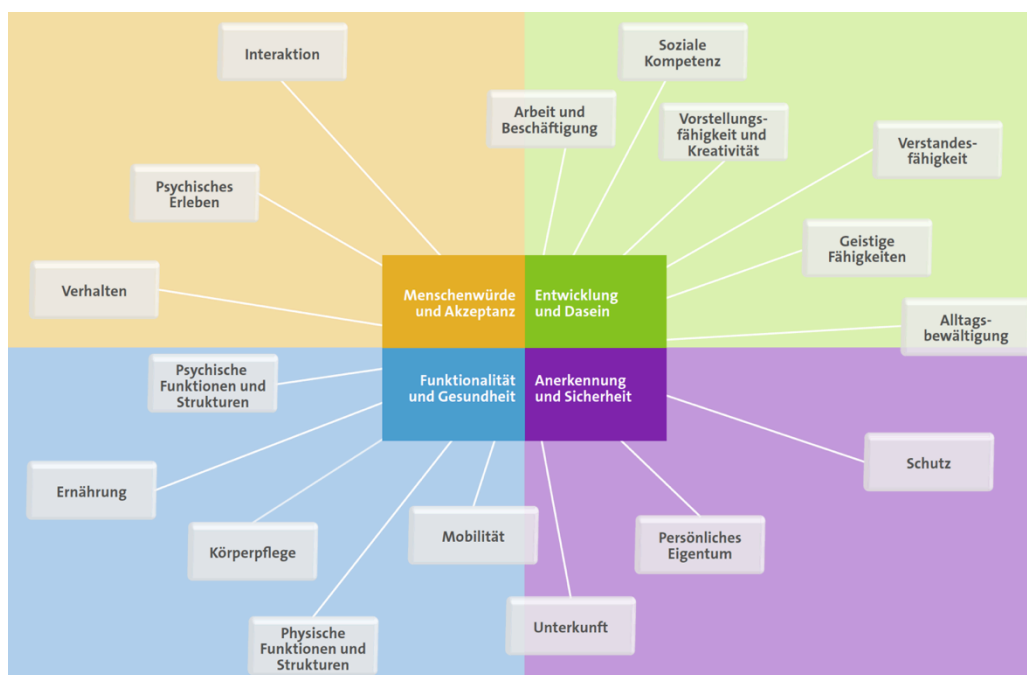 Interaktion
Soziale
Kompetenz
Arbeit und
Beschäftigung
Vorstellungs-
fähigkeit und
Kreativität
Verstandes-
fähigkeit
Psychisches
Erleben
Geistige
Fähigkeiten
Verhalten
Alltags-
bewältigung
Menschenwürde
und Akzeptanz
Entwicklung
und Dasein
Funktionalität
und Gesundheit
Anerkennung
und Sicherheit
Psychische
Funktionen und
Strukturen
Ernährung
Körperpflege
Mobilität
Physische
Funktionen und
Strukturen
Unterkunft
Persönliches
Eigentum
Schutz